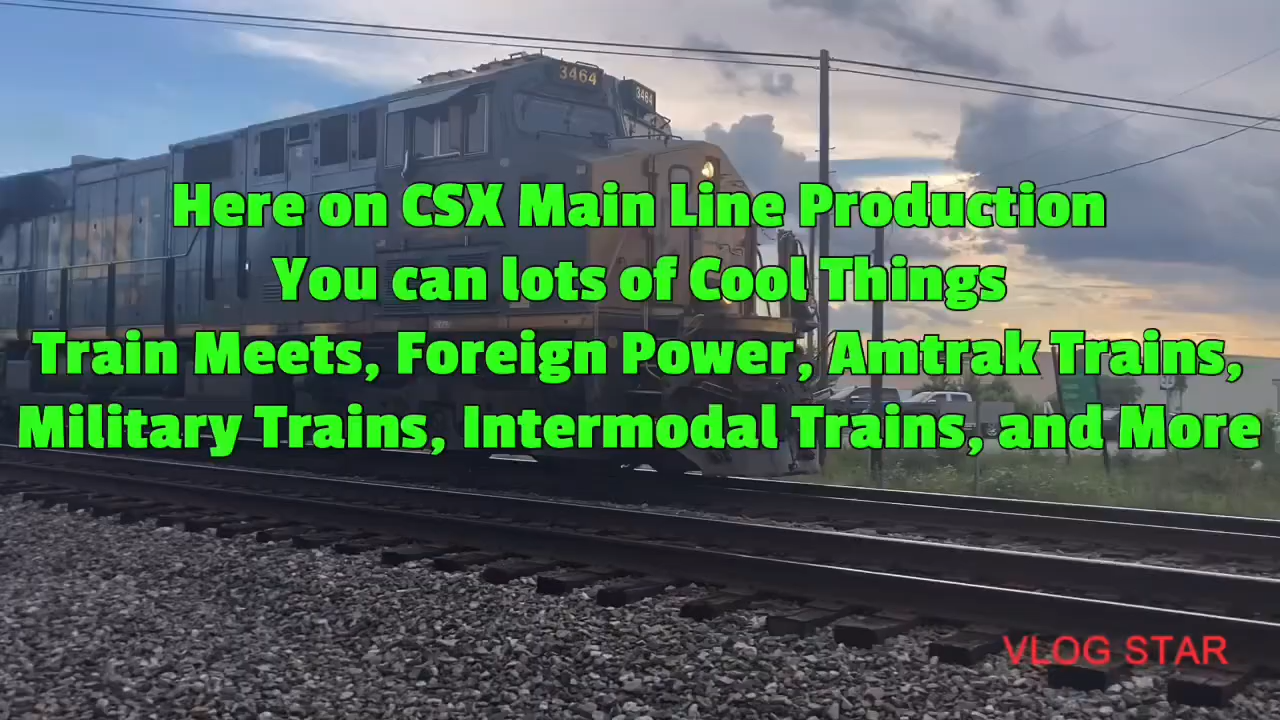 3464
3464
Here on CSX Main Line Production
You can lots of Cool Things
Train Meets, Foreign Power, Amtrak Trains,
Military Trains, Intermodal Trains, and More
VLOG STAR